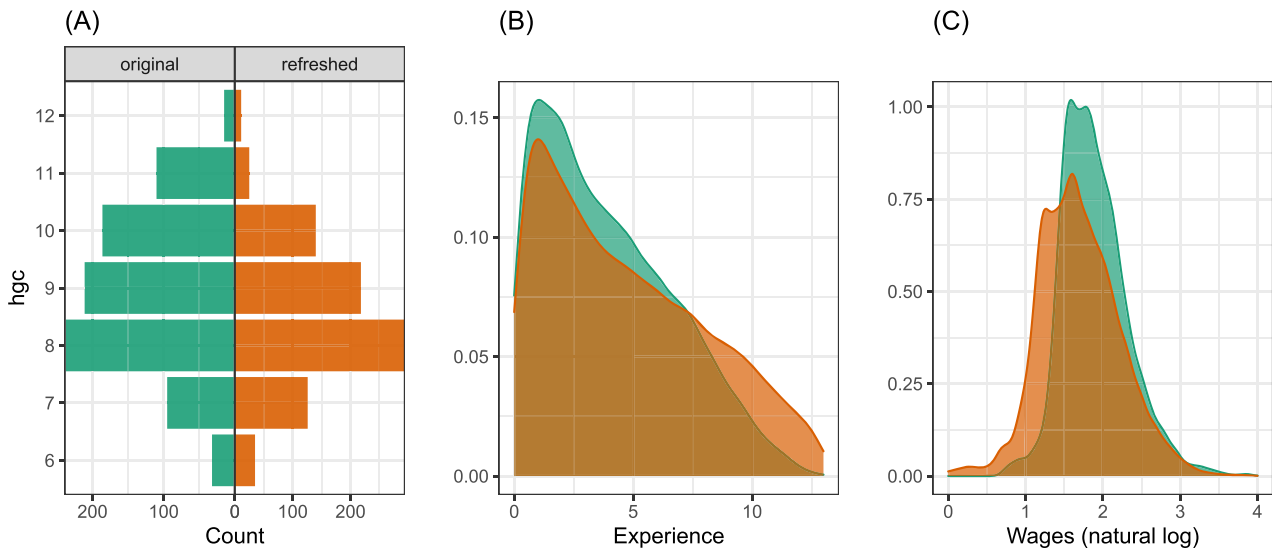 (A)
original refreshed
12
11
10
9
8
7
6
hgc
200 100 0 100 200
Count
(B)
0.15
0.10
0.05
0.00
0 5 10
Experience
(C)
1.00
0.75
0.50
0.25
0.00
0 1 2 3 4
Wages (natural log)